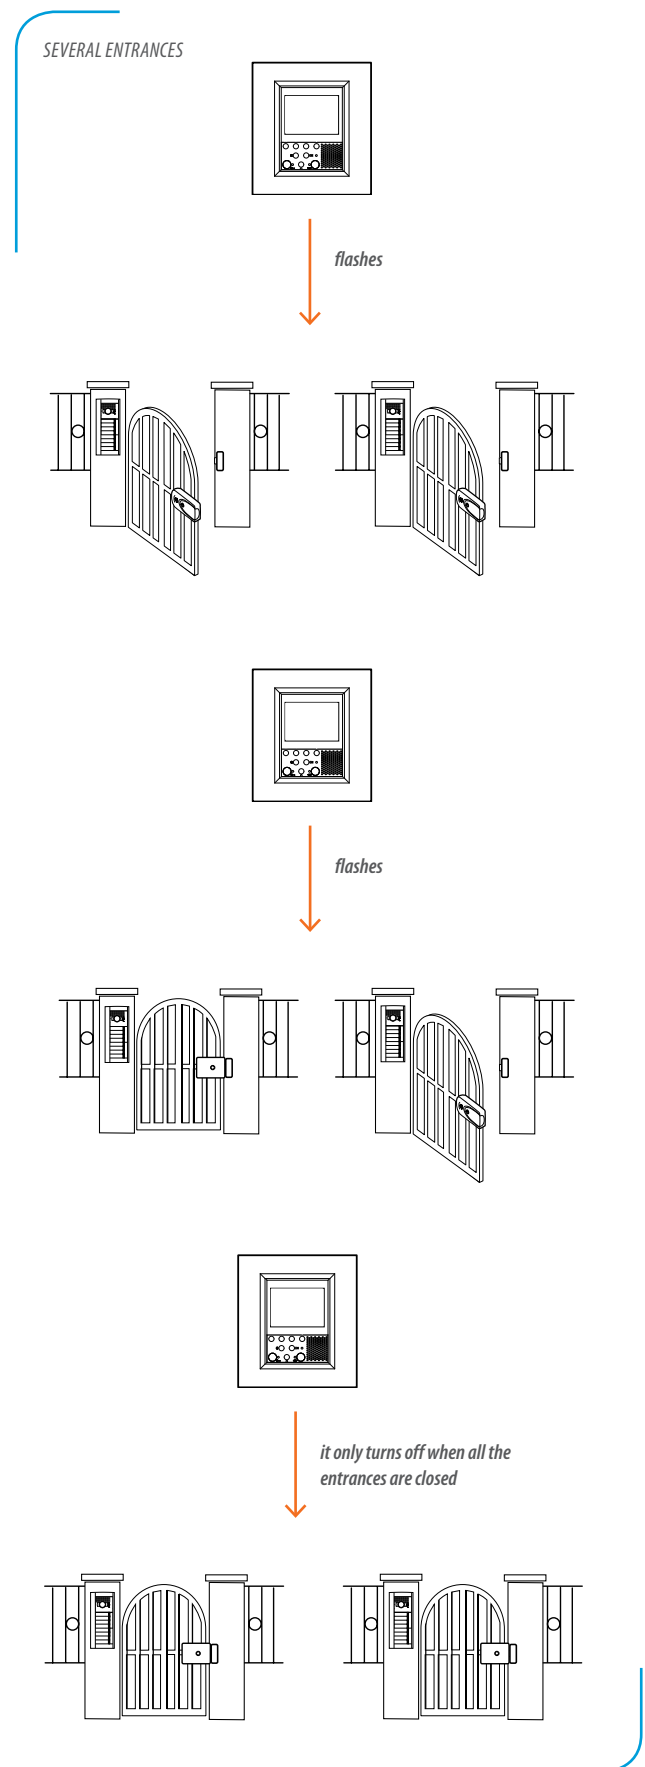 SEVERAL ENTRANCES
flashes
flashes
it only turns off when all the
entrances are closed